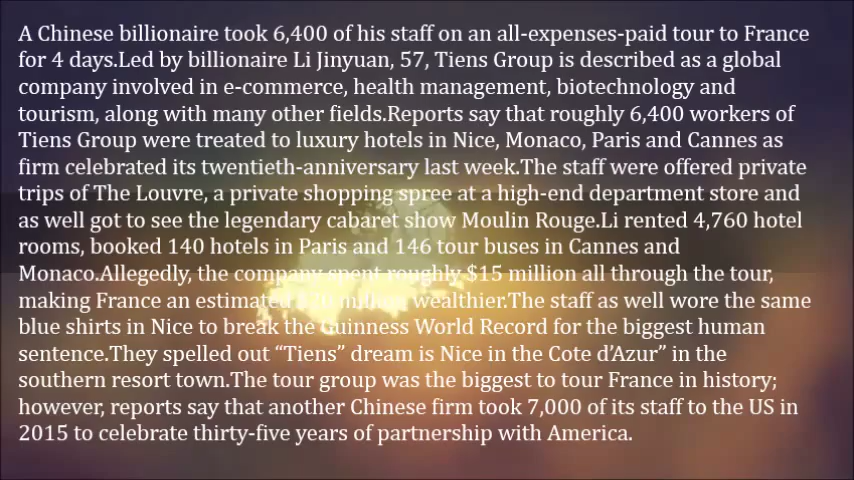 A Chinese billionaire took 6,400 of his staff on an all-expenses-paid tour to France
for 4 days.Led by billionaire Li Jinyuan, 57, Tiens Group is described as a global
company involved in e-commerce, health management, biotechnology and
tourism, along with many other fields.Reports say that roughly 6,400 workers of
Tiens Group were treated to luxury hotels in Nice, Monaco, Paris and Cannes as
firm celebrated its twentieth-anniversary last week.The staff were offered private
trips of The Louvre, a private shopping spree at a high-end department store and
as well got to see the legendary cabaret show Moulin Rouge.Li rented 4,760 hotel
rooms, booked 140 hotels in Paris and 146 tour buses in Cannes and
Monaco.Allegedly, the company spent roughly $15 million all through the tour,
making France an estimated million wealthier.The staff as well wore the same
blue shirts in Nice to break the Guinness World Record for the biggest human
sentence.They spelled out “Tiens” dream is Nice in the Cote d’Azur” in the
southern resort town.The tour group was the biggest to tour France in history;
however, reports say that another Chinese firm took 7,000 of its staff to the US in
2015 to celebrate thirty-five years of partnership with America.